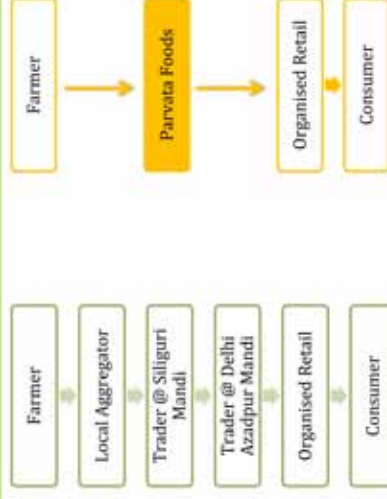 Farmer
Local Aggregator
Trader @ Siliguri
Mandi
Trader @ Delhi
Azadpur Mandi
Organised Retail
Consumer
Farmer
Parvata Foods
Organised Retail
Consumer